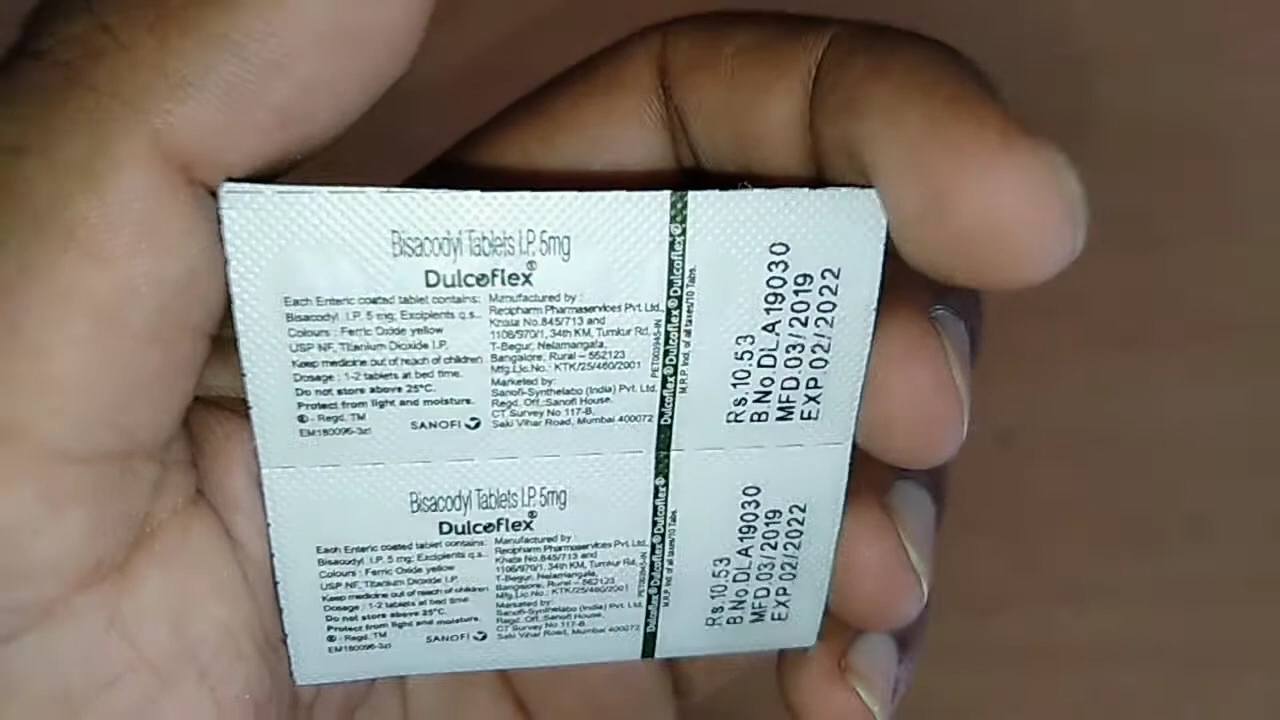 Bisacodyl Tablets I.P. 5mg
Dulcoflex®
Each Enteric coated tablet contains:
Bisacodyl I.P. 5 mg; Excipients q.s..
Colours : Ferric Oxide yellow
USP-NF, Titanium Dioxide I.P.
Keep medicine out of reach of children
Dosage : 1-2 tablets at bed time.
Do not store above 25°C.
Protect from light and moisture.
® - Regd. TM
EM180096-3zl
SANOFI
Manufactured by :
Recipharm Pharmaservices Pvt. Ltd.,
Khata No.845/713 and
1106/970/1, 34th KM, Tumkur Rd.,
T-Begur, Nelamangala,
Bangalore, Rural – 562123
Mfg.Lic.No.: KTK/25/460/2001
Marketed by:
Sanofi-Synthelabo (India) Pvt. Ltd.
Regd. Off.:Sanofi House,
CT Survey No 117-B,
Saki Vihar Road, Mumbai 400072
Dulcoflex® Dulcoflex® Dulcoflex®
M.R.P. incl. of all taxes/10 Tabs.
Rs.10.53
B.No.DLA19030
MFD.03/2019
EXP.02/2022
Bisacodyl Tablets I.P. 5mg
Dulcoflex®
Each Enteric coated tablet contains:
Bisacodyl I.P. 5 mg; Excipients q.s..
Colours : Ferric Oxide yellow
USP-NF, Titanium Dioxide I.P.
Keep medicine out of reach of children
Dosage : 1-2 tablets at bed time.
Do not store above 25°C.
Protect from light and moisture.
® - Regd. TM
EM180096-3zl
SANOFI
Manufactured by :
Recipharm Pharmaservices Pvt. Ltd.,
Khata No.845/713 and
1106/970/1, 34th KM, Tumkur Rd.,
T-Begur, Nelamangala,
Bangalore, Rural – 562123
Mfg.Lic.No.: KTK/25/460/2001
Marketed by:
Sanofi-Synthelabo (India) Pvt. Ltd.
Regd. Off.:Sanofi House,
CT Survey No 117-B,
Saki Vihar Road, Mumbai 400072
Dulcoflex® Dulcoflex® Dulcoflex®
M.R.P. incl. of all taxes/10 Tabs.
Rs.10.53
B.No.DLA19030
MFD.03/2019
EXP.02/2022